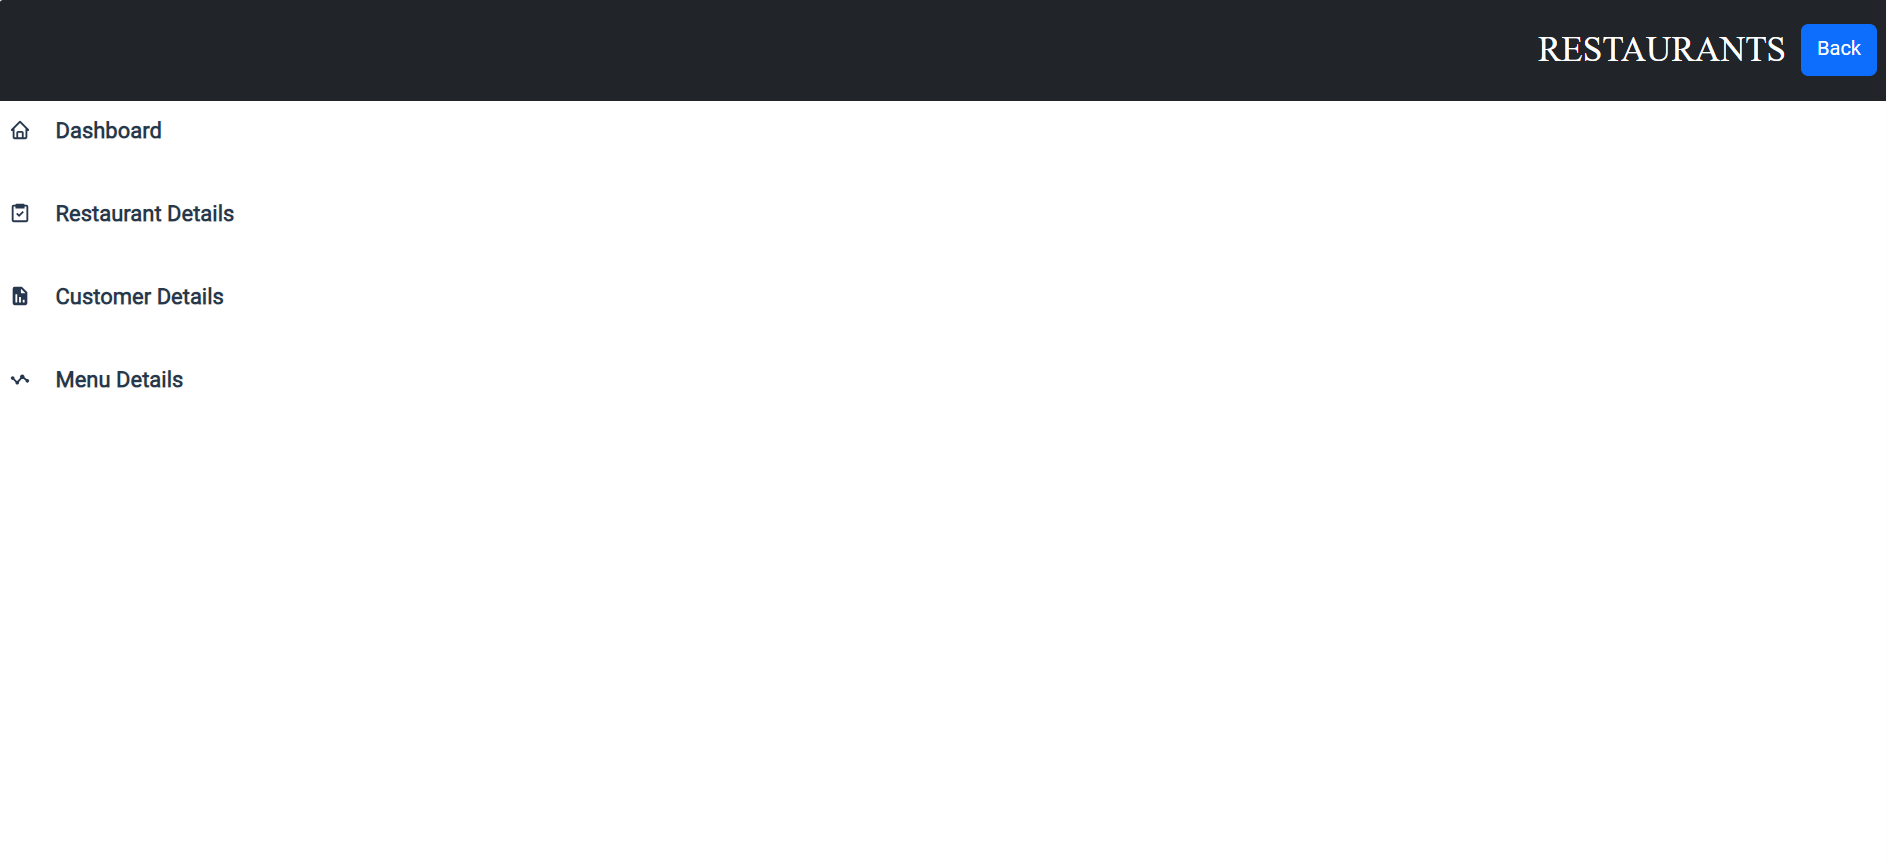 RESTAURANTS Back
Dashboard
Restaurant Details
Customer Details
Menu Details